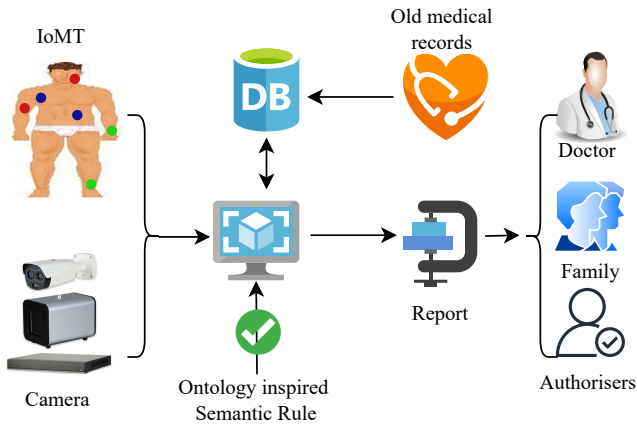 IoMT
Old medical
records
DB
Doctor
Family
Report
Authorisers
Camera
Ontology inspired
Semantic Rule